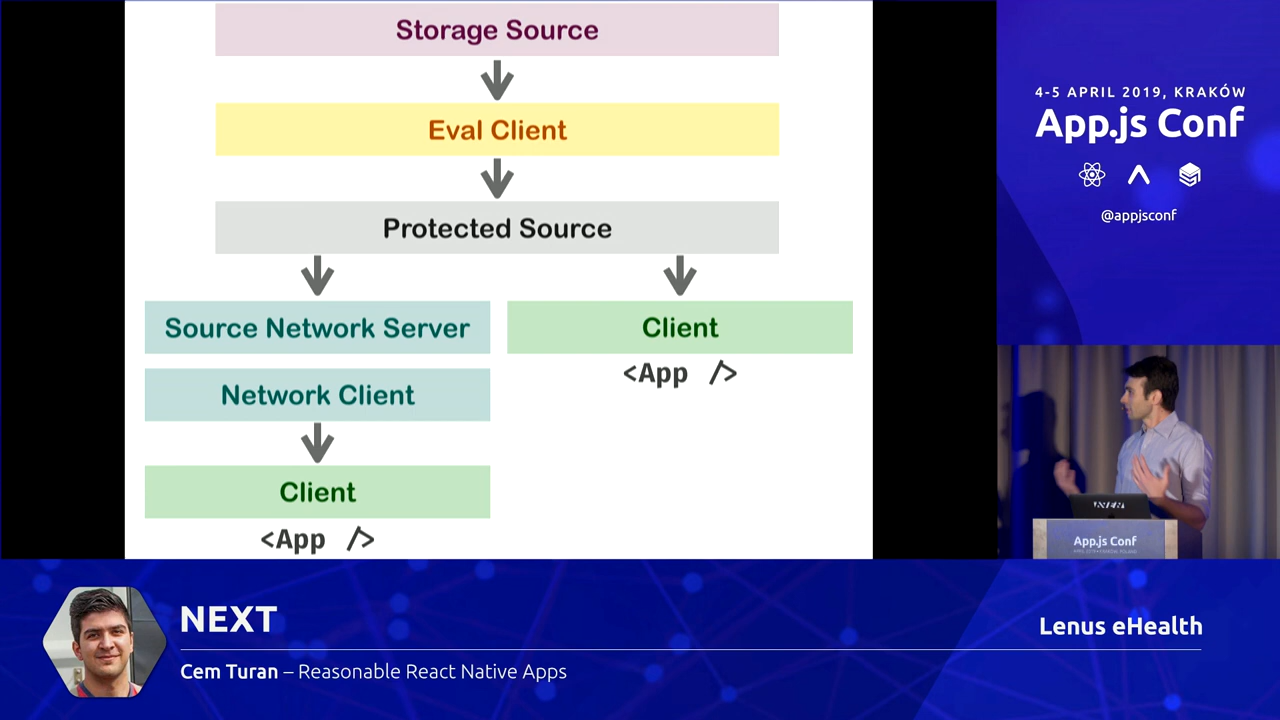 Storage Source
Eval Client
Protected Source
Source Network Server
Client
<App />
Network Client
Client
<App />
4-5 APRIL 2019, KRAKÓW
App.js Conf
@appjsconf
App.js Conf
NEXT
Cem Turan – Reasonable React Native Apps
Lenus eHealth